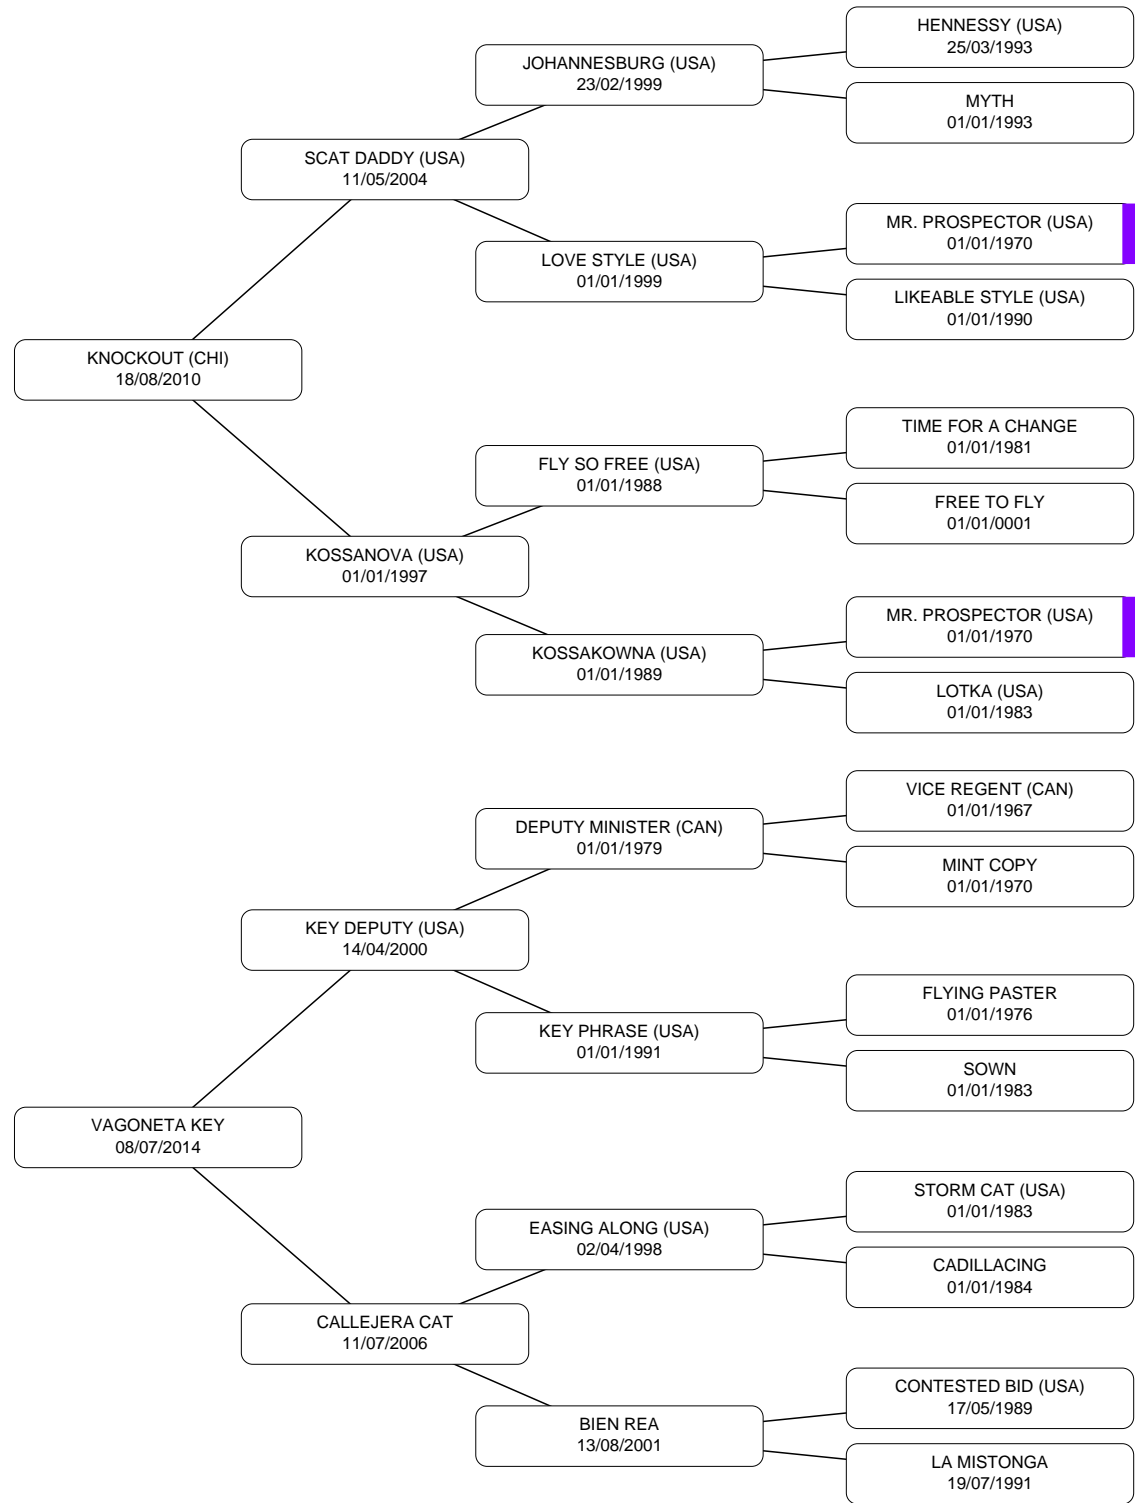 HENNESSY (USA)
25/03/1993
JOHANNESBURG (USA)
23/02/1999
MYTH
01/01/1993
SCAT DADDY (USA)
11/05/2004
MR. PROSPECTOR (USA)
01/01/1970
LOVE STYLE (USA)
01/01/1999
LIKEABLE STYLE (USA)
01/01/1990
KNOCKOUT (CHI)
18/08/2010
TIME FOR A CHANGE
01/01/1981
FLY SO FREE (USA)
01/01/1988
FREE TO FLY
01/01/0001
KOSSANOVA (USA)
01/01/1997
MR. PROSPECTOR (USA)
01/01/1970
KOSSAKOWNA (USA)
01/01/1989
LOTKA (USA)
01/01/1983
VICE REGENT (CAN)
01/01/1967
DEPUTY MINISTER (CAN)
01/01/1979
MINT COPY
01/01/1970
KEY DEPUTY (USA)
14/04/2000
FLYING PASTER
01/01/1976
KEY PHRASE (USA)
01/01/1991
SOWN
01/01/1983
VAGONETA KEY
08/07/2014
STORM CAT (USA)
01/01/1983
EASING ALONG (USA)
02/04/1998
CADILLACING
01/01/1984
CALLEJERA CAT
11/07/2006
CONTESTED BID (USA)
17/05/1989
BIEN REA
13/08/2001
LA MISTONGA
19/07/1991